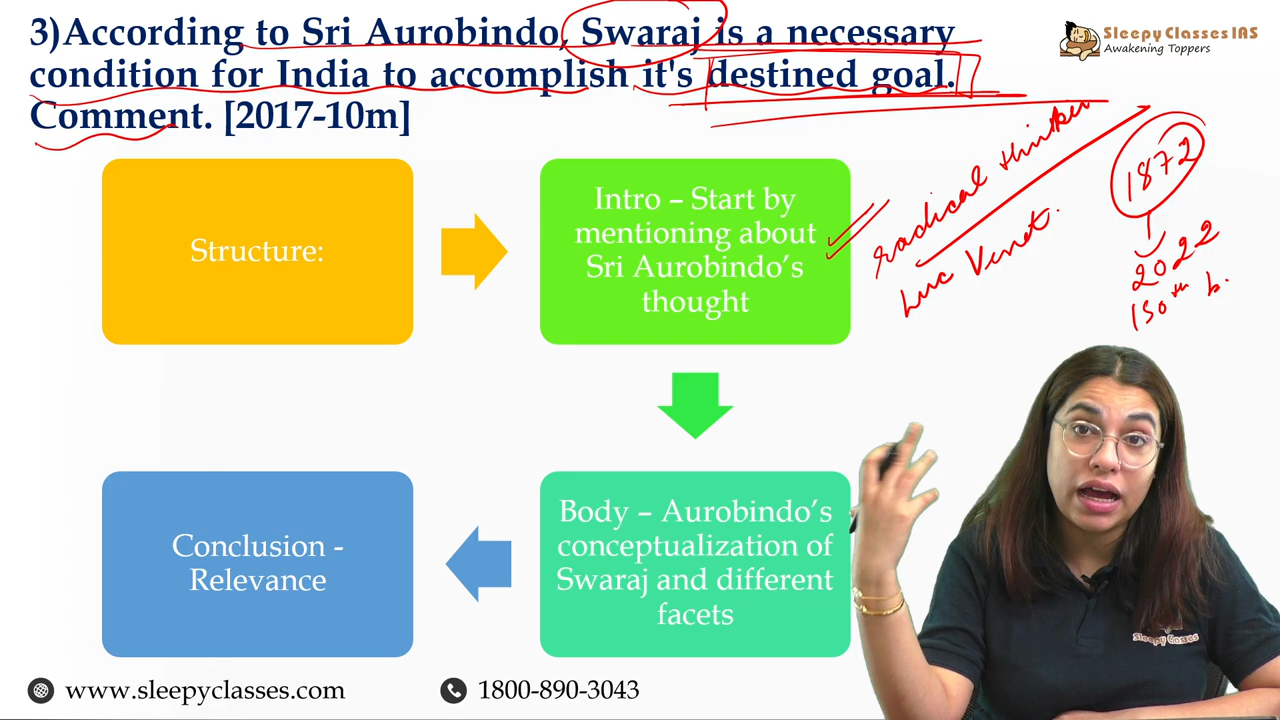 3)According to Sri Aurobindo, Swaraj is a necessary
condition for India to accomplish it's destined goal.
Comment. [2017-10m]
Sleepy Classes IAS
Awakening Toppers
Structure:
Intro – Start by
mentioning about
Sri Aurobindo's
thought
radical thinker
Luc Venet.
1872
2022
150th b.
Conclusion -
Relevance
Body – Aurobindo's
conceptualization of
Swaraj and different
facets
Sleepy Classes
www.sleepyclasses.com
1800-890-3043